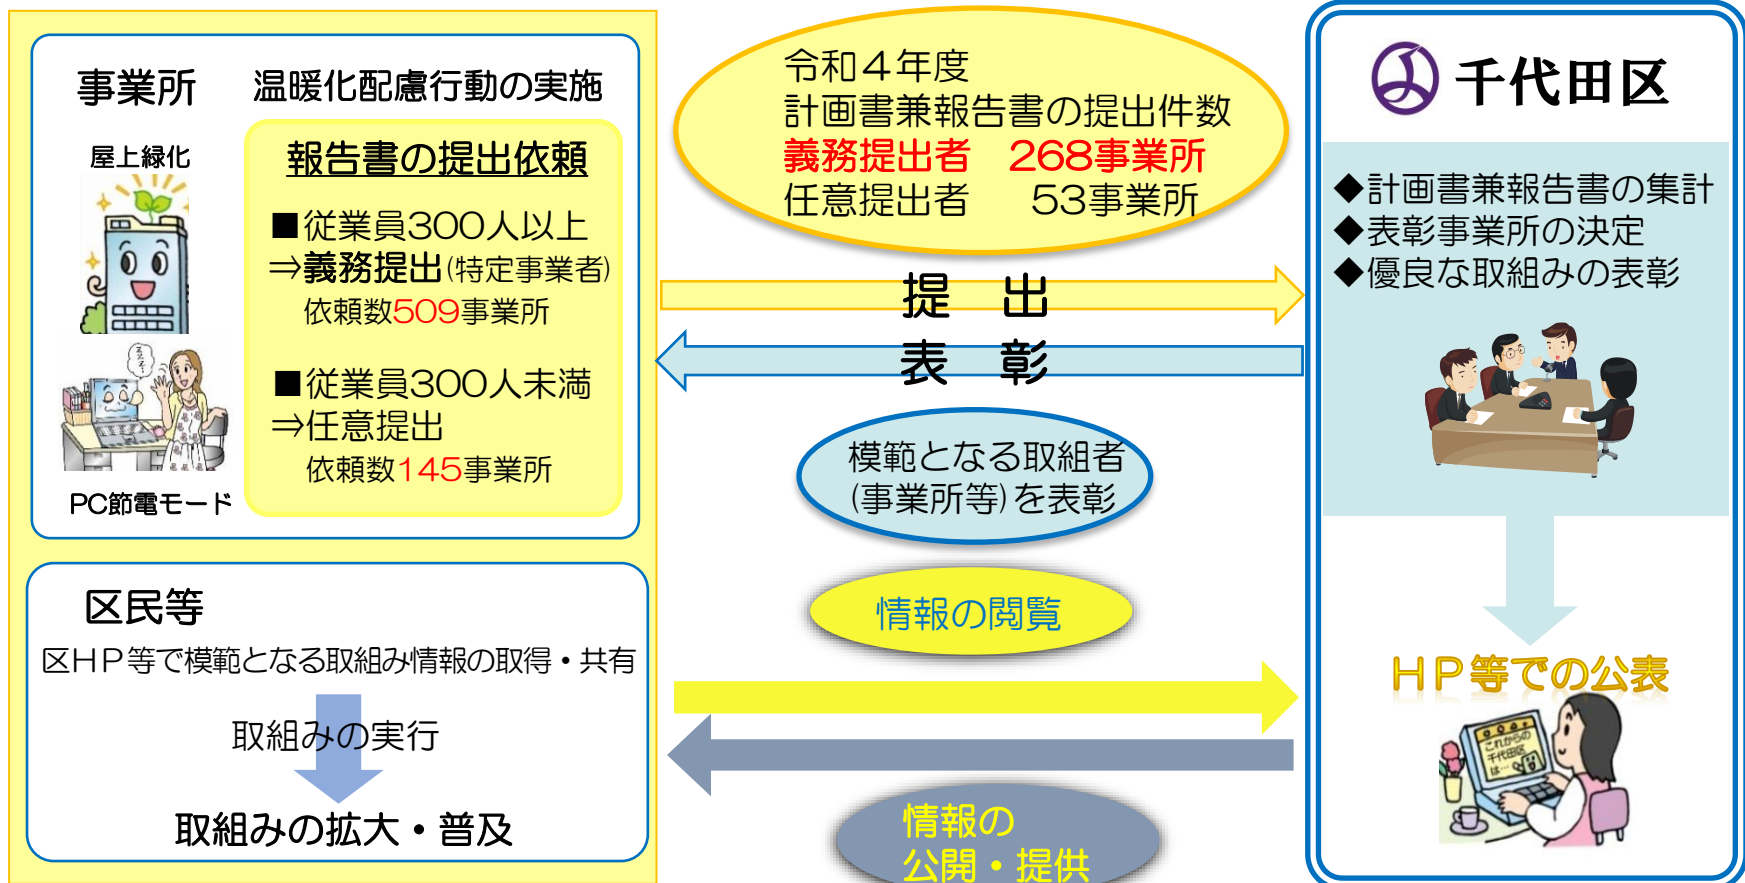 事業所
温暖化配慮行動の実施
屋上緑化
PC節電モード
報告書の提出依頼
■従業員300人以上
⇒義務提出(特定事業者)
依頼数509事業所
■従業員300人未満
⇒任意提出
依頼数145事業所
区民等
区HP等で模範となる取組み情報の取得・共有
取組みの実行
取組みの拡大・普及
令和4年度
計画書兼報告書の提出件数
義務提出者 268事業所
任意提出者 53事業所
提 出
表 彰
模範となる取組者
(事業所等)を表彰
情報の閲覧
情報の
公開・提供
千代田区
◆計画書兼報告書の集計
◆表彰事業所の決定
◆優良な取組みの表彰
HP等での公表
これからの
千代田区
は…